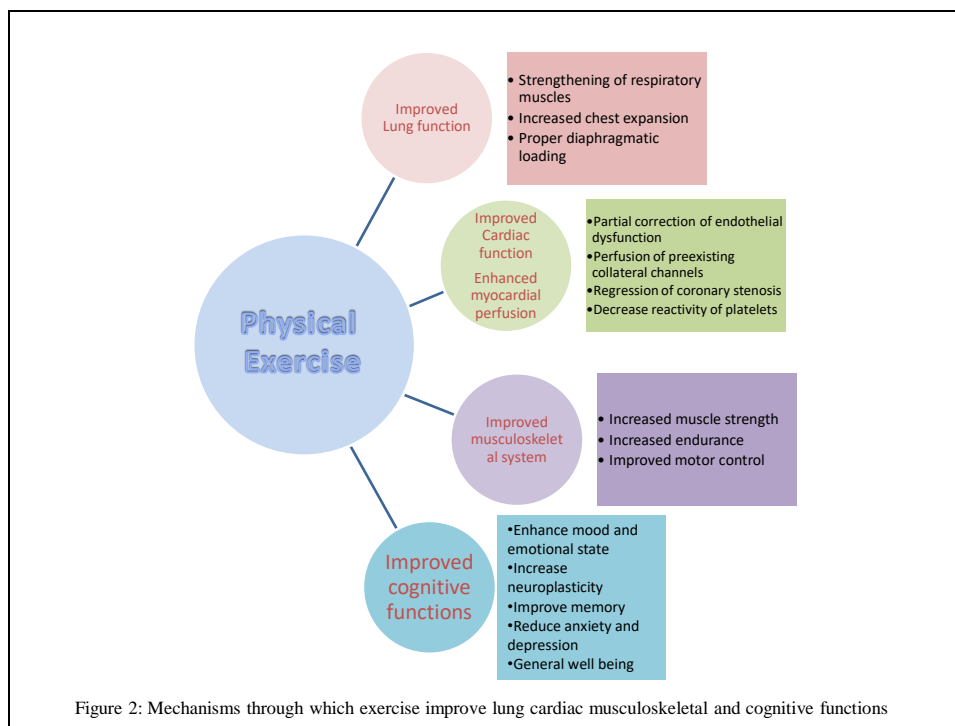 Improved
Lung function
• Strengthening of respiratory
muscles
• Increased chest expansion
• Proper diaphragmatic
loading
Improved
Cardiac
function
Enhanced
myocardial
perfusion
•Partial correction of endothelial
dysfunction
•Perfusion of preexisting
collateral channels
•Regression of coronary stenosis
•Decrease reactivity of platelets
Physical
Exercise
Improved
musculoskelet
al system
• Increased muscle strength
• Increased endurance
• Improved motor control
Improved
cognitive
functions
•Enhance mood and
emotional state
•Increase
neuroplasticity
•Improve memory
•Reduce anxiety and
depression
•General well being
Figure 2: Mechanisms through which exercise improve lung cardiac musculoskeletal and cognitive functions